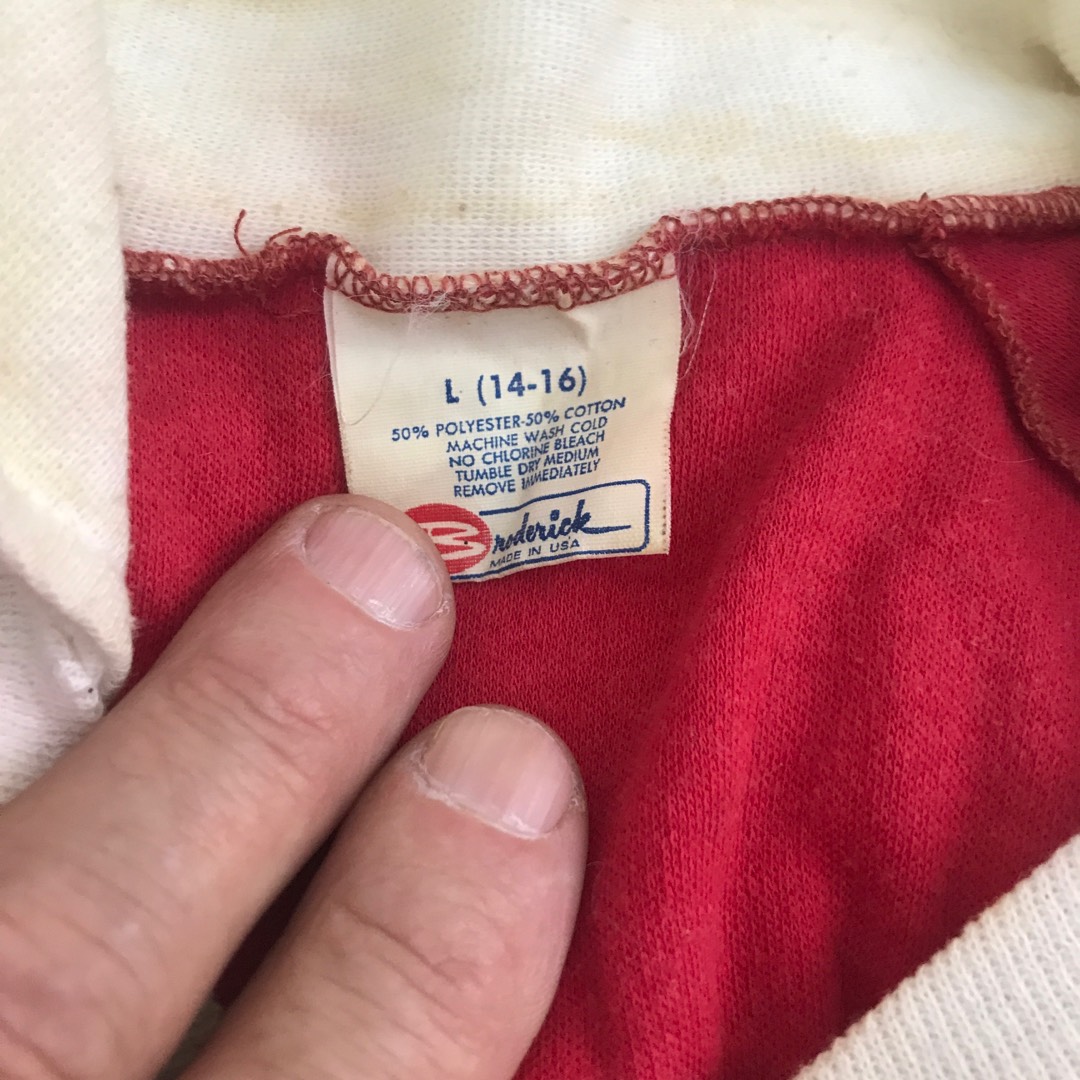 L (14-16)
50% POLYESTER-50% COTTON
MACHINE WASH COLD
NO CHLORINE BLEACH
TUMBLE DRY MEDIUM
REMOVE IMMEDIATELY
Broderick
MADE IN USA